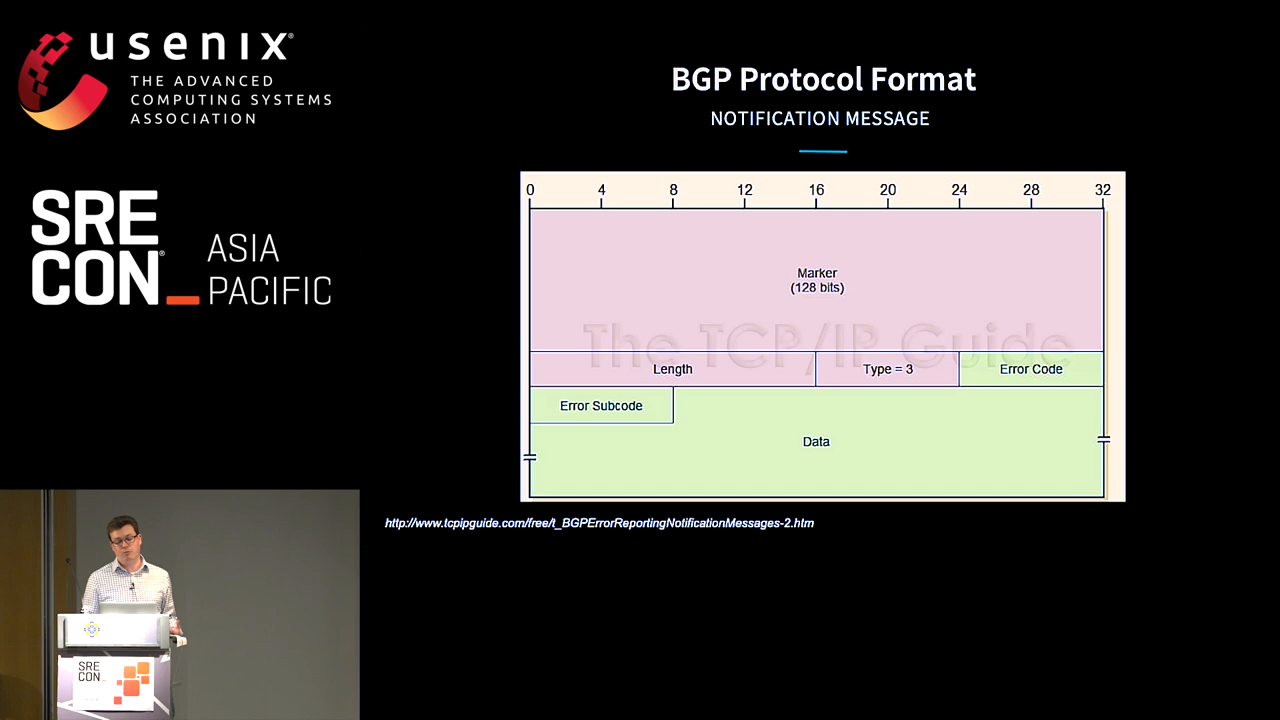 usenix
THE ADVANCED
COMPUTING SYSTEMS
ASSOCIATION
SRE
CON
ASIA
PACIFIC
BGP Protocol Format
NOTIFICATION MESSAGE
0 4 8 12 16 20 24 28 32
Marker
(128 bits)
The TCP/IP Guide
Length Type = 3 Error Code
Error Subcode
Data
http://www.tcpipguide.com/free/t_BGPErrorReportingNotificationMessages-2.htm
SRE
CON